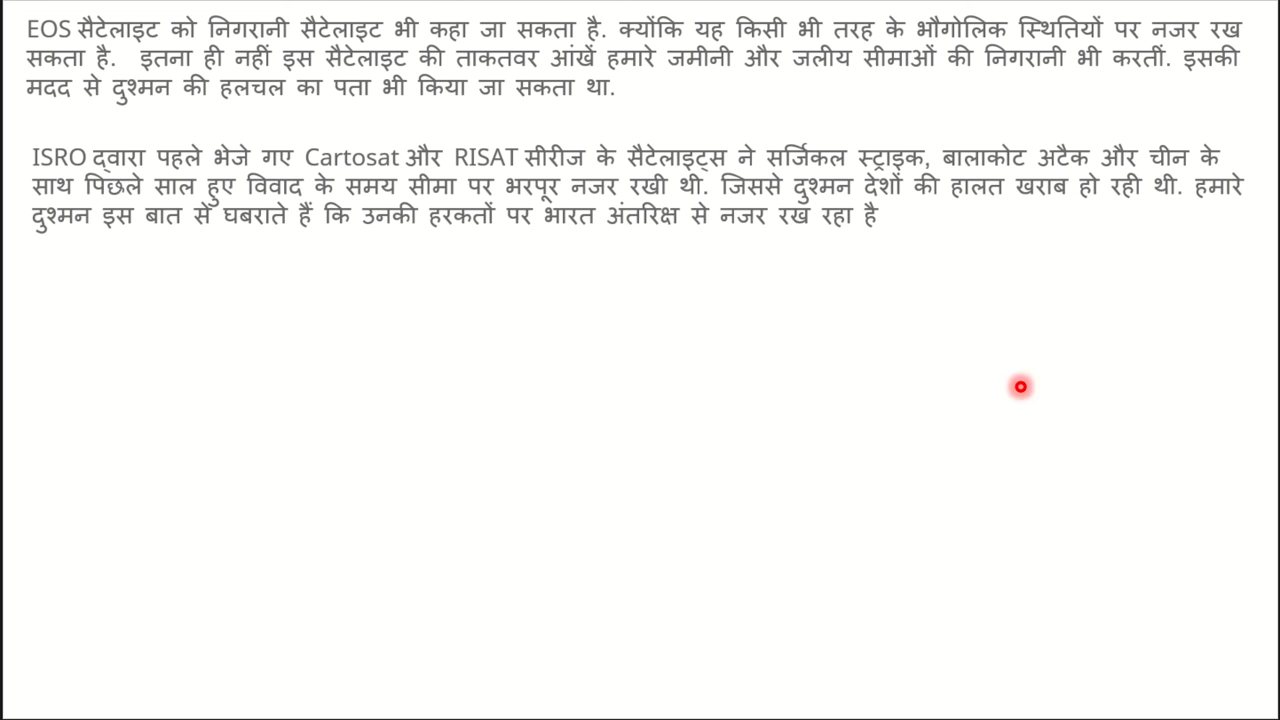 EOS सैटेलाइट को निगरानी सैटेलाइट भी कहा जा सकता है. क्योंकि यह किसी भी तरह के भौगोलिक स्थितियों पर नजर रख
सकता है. इतना ही नहीं इस सैटेलाइट की ताकतवर आंखें हमारे जमीनी और जलीय सीमाओं की निगरानी भी करतीं. इसकी
मदद से दुश्मन की हलचल का पता भी किया जा सकता था.
ISRO द्वारा पहले भेजे गए Cartosat और RISAT सीरीज के सैटेलाइट्स ने सर्जिकल स्ट्राइक, बालाकोट अटैक और चीन के
साथ पिछले साल हुए विवाद के समय सीमा पर भरपूर नजर रखी थी. जिससे दुश्मन देशों की हालत खराब हो रही थी. हमारे
दुश्मन इस बात से घबराते हैं कि उनकी हरकतों पर भारत अंतरिक्ष से नजर रख रहा है